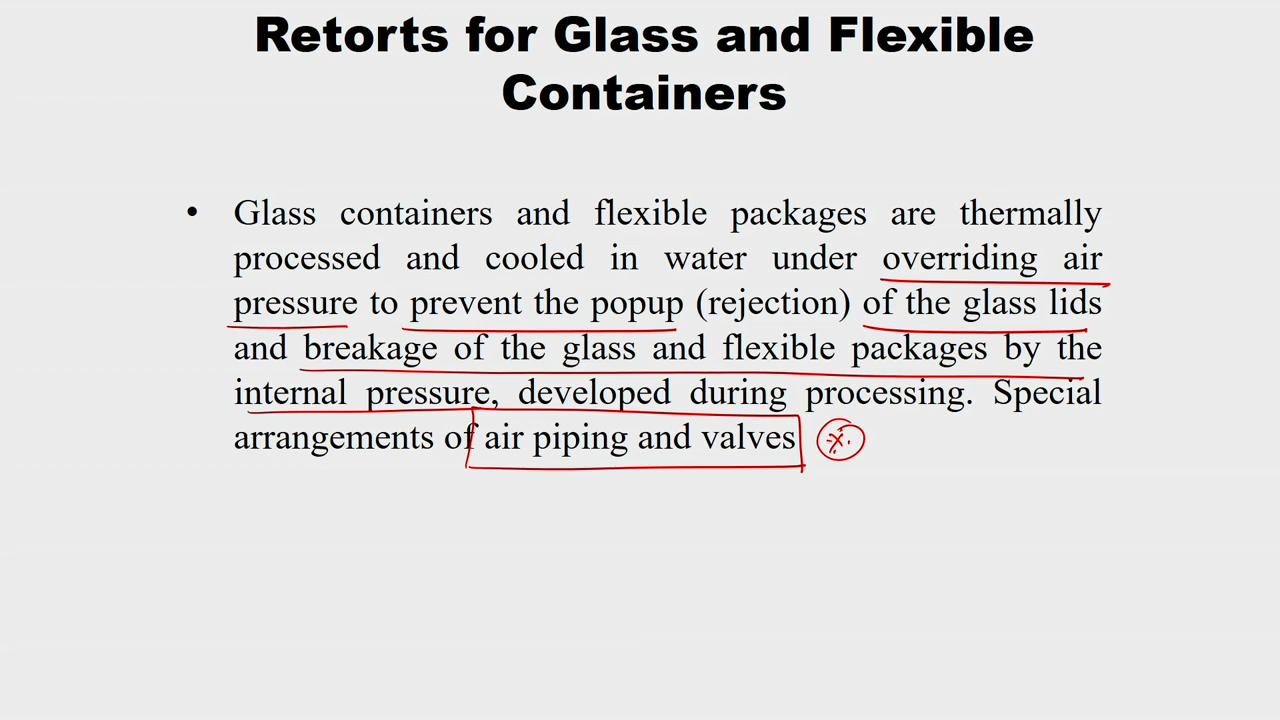 Retorts for Glass and Flexible
Containers
• Glass containers and flexible packages are thermally
processed and cooled in water under overriding air
pressure to prevent the popup (rejection) of the glass lids
and breakage of the glass and flexible packages by the
internal pressure, developed during processing. Special
arrangements of air piping and valves